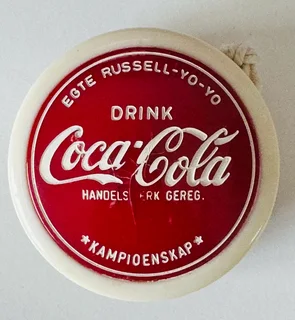 EGTE RUSSELL-YO-YO
DRINK
Coca-Cola
GEREG.
★KAMPIOENSKAP★